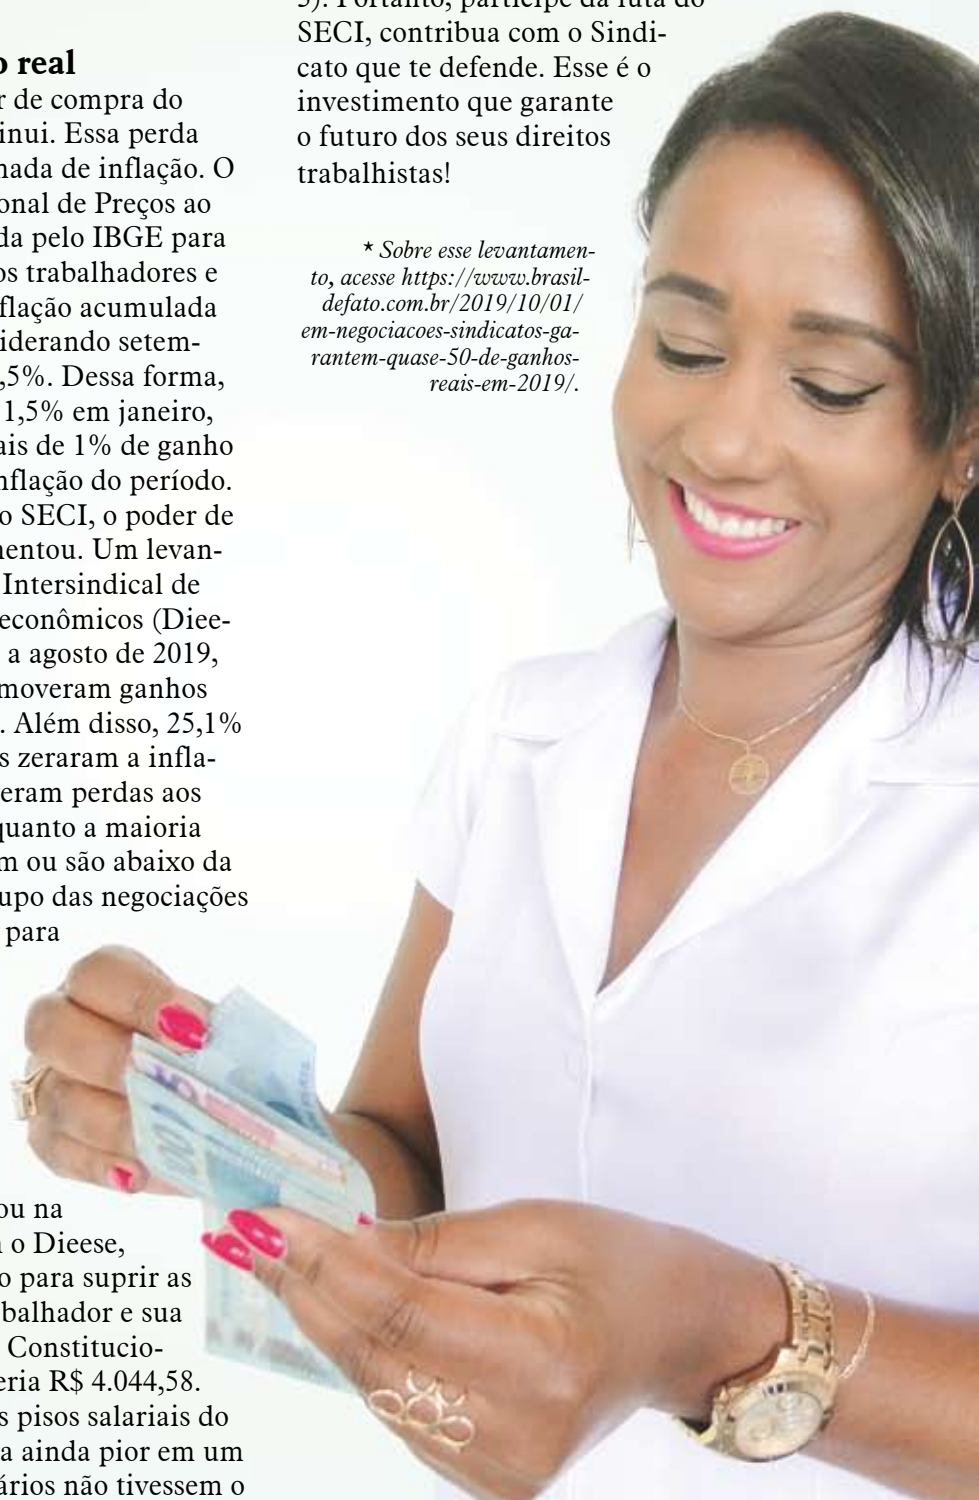 o real
r de compra do
inui. Essa perda
nada de inflação. O
onal de Preços ao
da pelo IBGE para
os trabalhadores e
flação acumulada
iderando setem-
,5%. Dessa forma,
1,5% em janeiro,
ais de 1% de ganho
nflação do período.
o SECI, o poder de
nentou. Um levan-
Intersindical de
econômicos (Diee-
a agosto de 2019,
moveram ganhos
. Além disso, 25,1%
s zeraram a infla-
eram perdas aos
quanto a maioria
m ou são abaixo da
upo das negociações
para
ou na
o Dieese,
o para suprir as
balhador e sua
Constitucio-
eria R$ 4.044,58.
s pisos salariais do
a ainda pior em um
ários não tivessem o
5). Portanto, participe da luta do
SECI, contribua com o Sindi-
cato que te defende. Esse é o
investimento que garante
o futuro dos seus direitos
trabalhistas!
* Sobre esse levantamen-
to, acesse https://www.brasil-
defato.com.br/2019/10/01/
em-negociacoes-sindicatos-ga-
rantem-quase-50-de-ganhos-
reais-em-2019/.
100